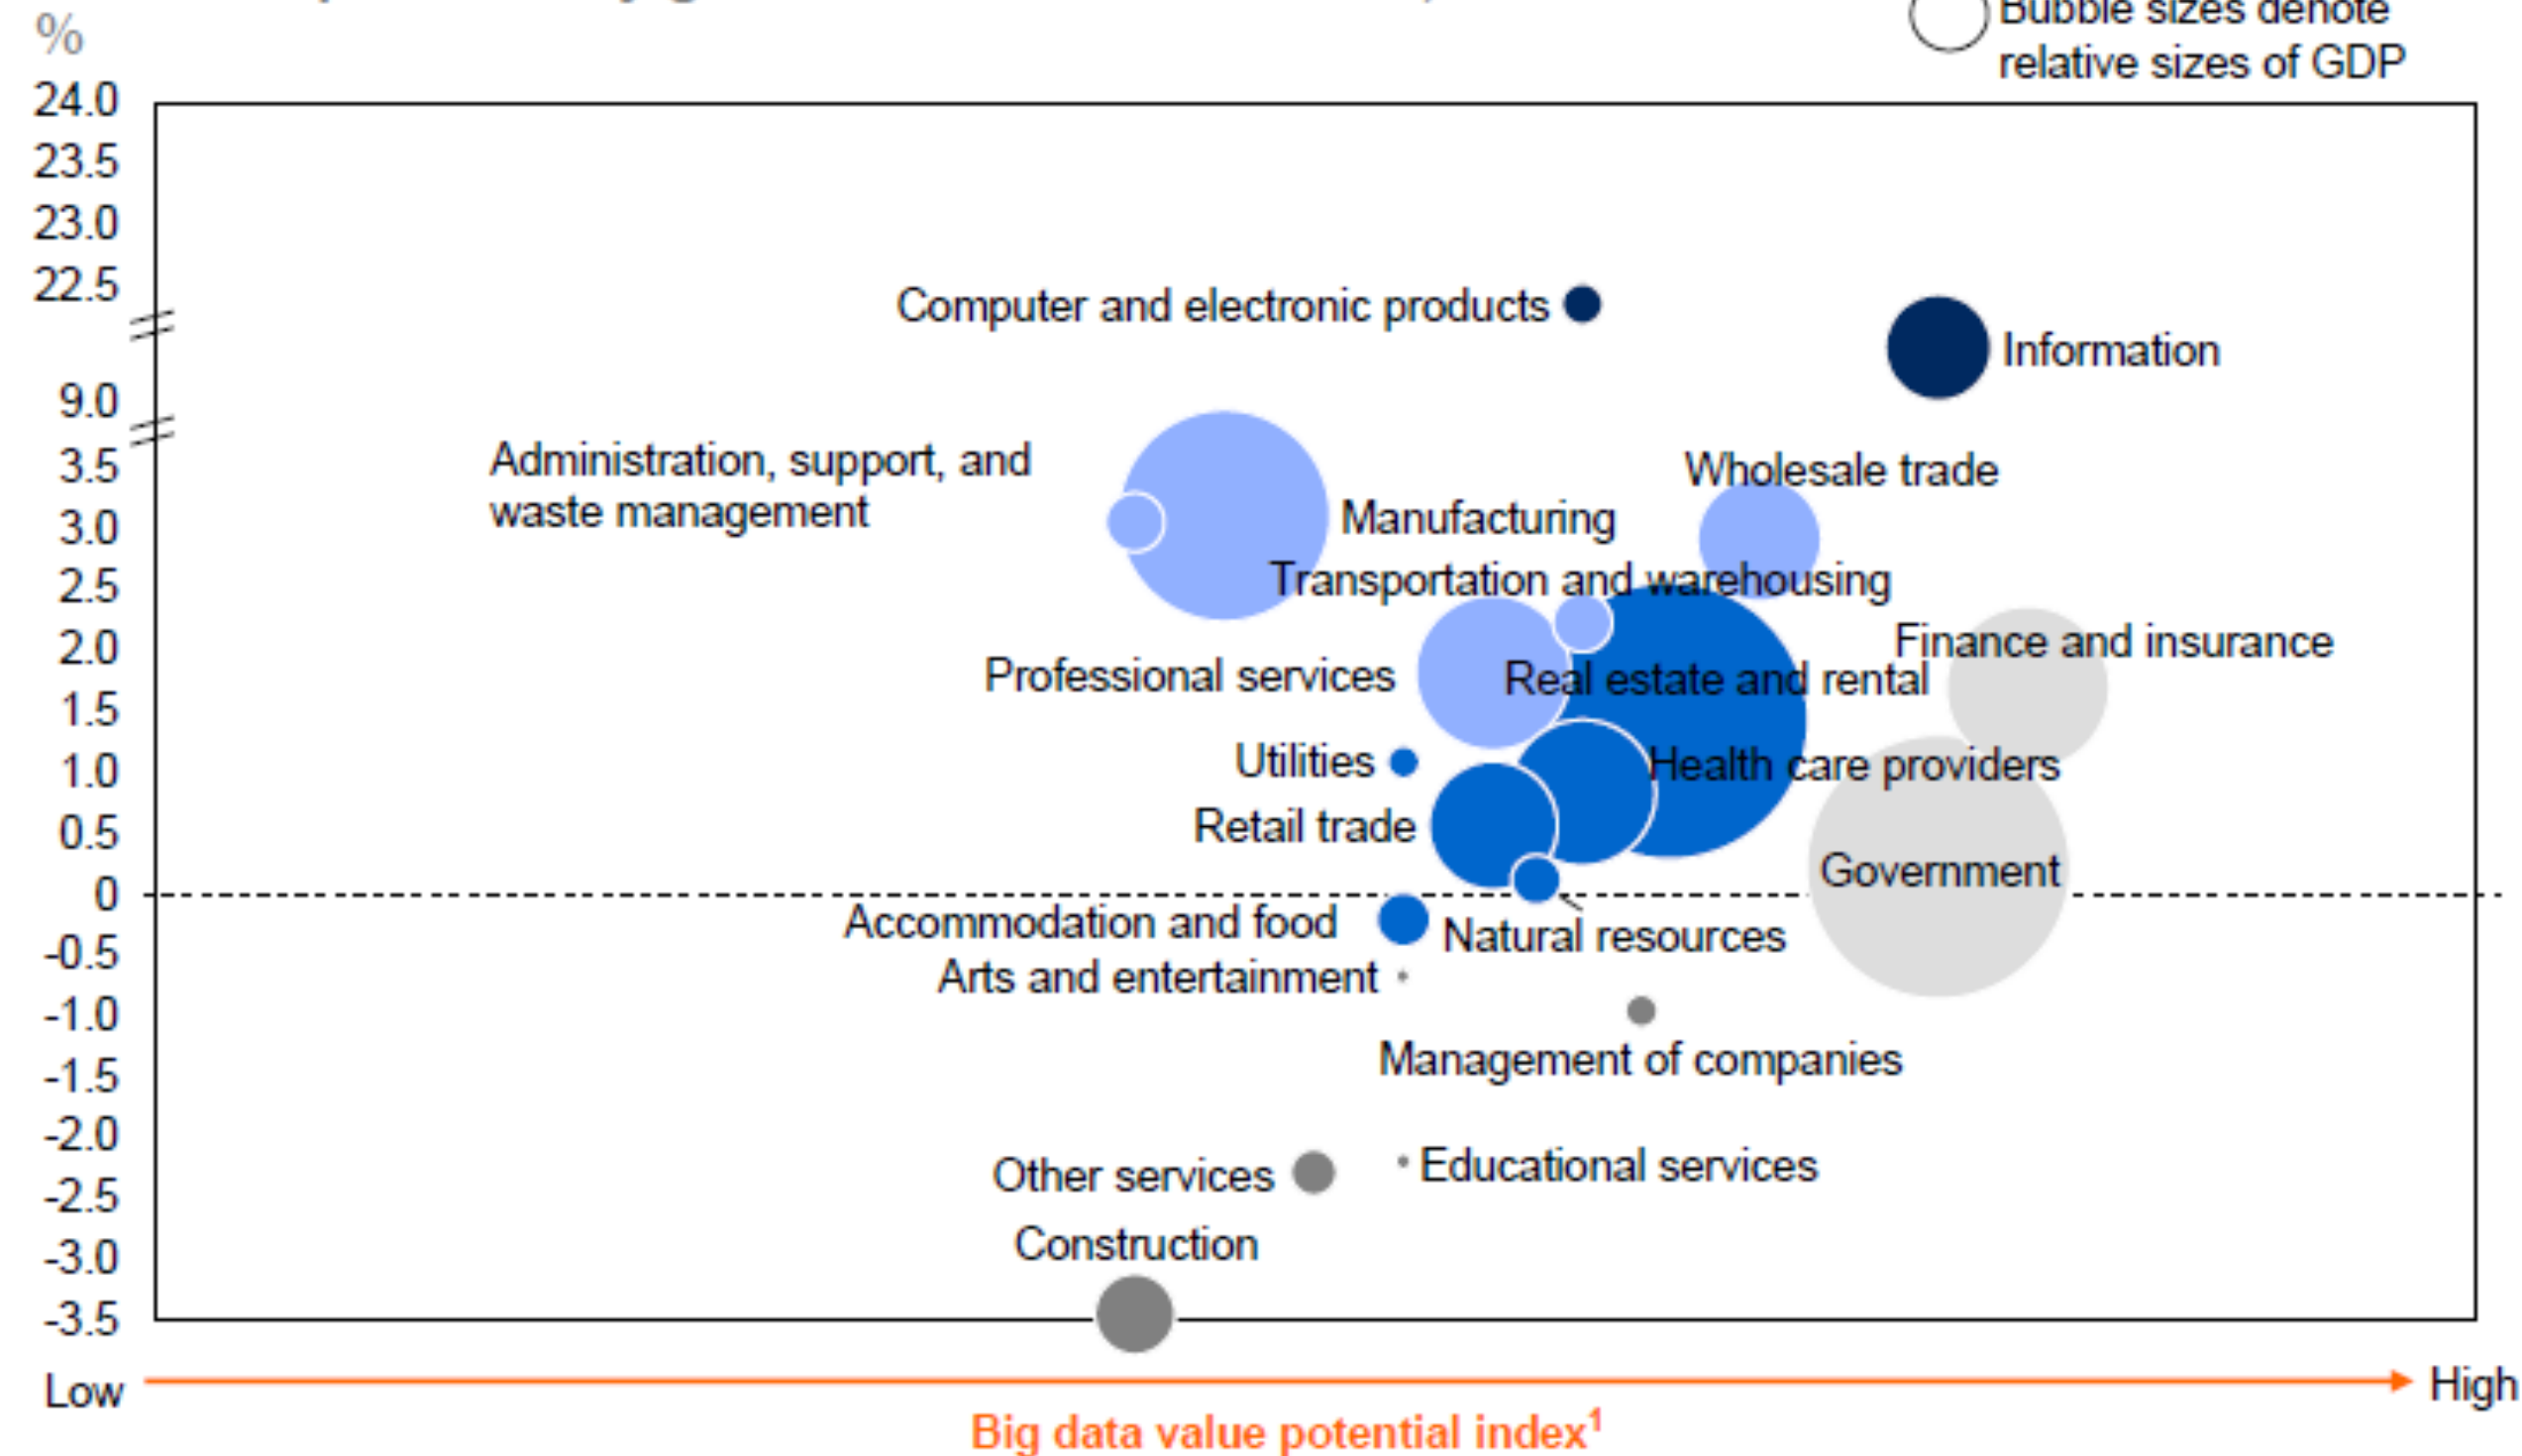 %
Bubble sizes denote
relative sizes of GDP
24.0
23.5
23.0
22.5
Computer and electronic products
Information
9.0
Administration, support, and
waste management
3.5
Wholesale trade
3.0
Manufacturing
2.5
Transportation and warehousing
2.0
Finance and insurance
Professional services
Real estate and rental
1.5
Utilities
1.0
Health care providers
Retail trade
0.5
Government
0
Accommodation and food
Natural resources
-0.5
Arts and entertainment
-1.0
Management of companies
-1.5
-2.0
Other services
Educational services
-2.5
Construction
-3.0
-3.5
Low
High
Big data value potential index¹